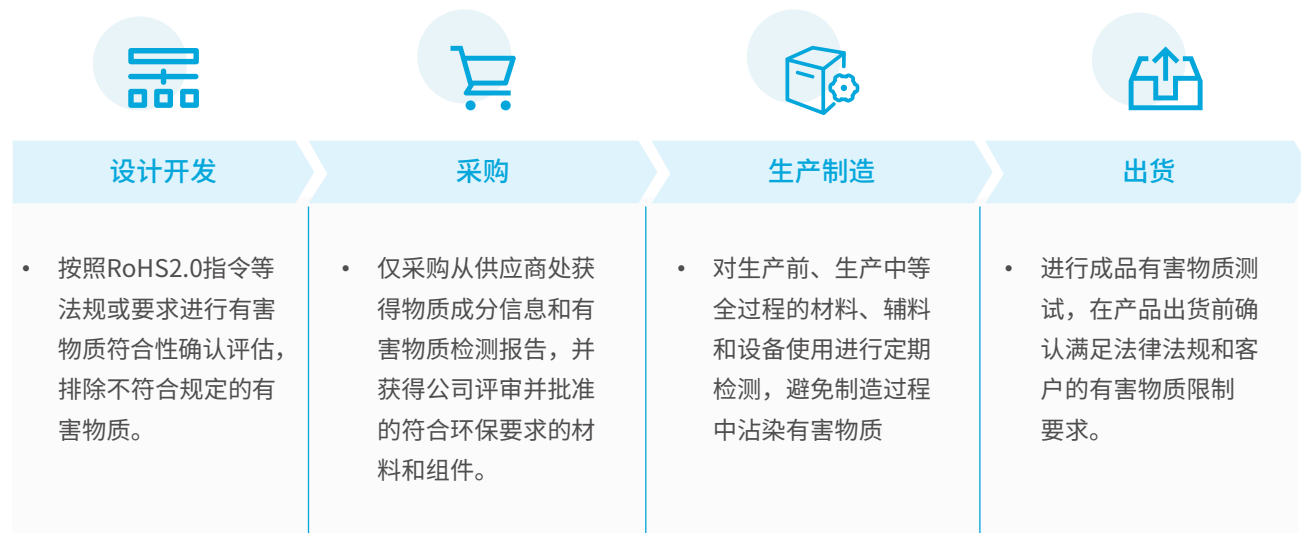 设计开发
采购
生产制造
出货
• 按照RoHS2.0指令等
法规或要求进行有害
物质符合性确认评估，
排除不符合规定的有
害物质。
• 仅采购从供应商处获
得物质成分信息和有
害物质检测报告，并
获得公司评审并批准
的符合环保要求的材
料和组件。
• 对生产前、生产中等
全过程的材料、辅料
和设备使用进行定期
检测，避免制造过程
中沾染有害物质
• 进行成品有害物质测
试，在产品出货前确
认满足法律法规和客
户的有害物质限制
要求。